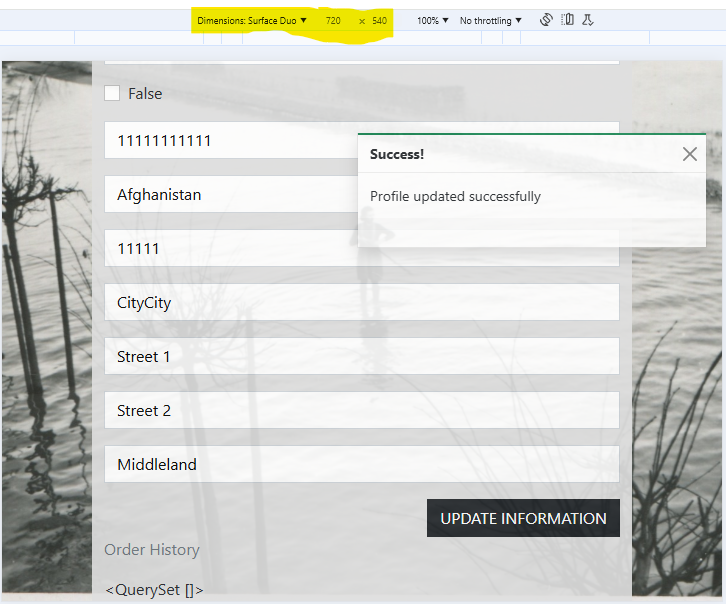 Dimensions: Surface Duo ▼ 720 × 540 100% ▼ No throttling ▼
False
11111111111
Success!
Afghanistan
Profile updated successfully
11111
CityCity
Street 1
Street 2
Middleland
UPDATE INFORMATION
Order History
<QuerySet []>